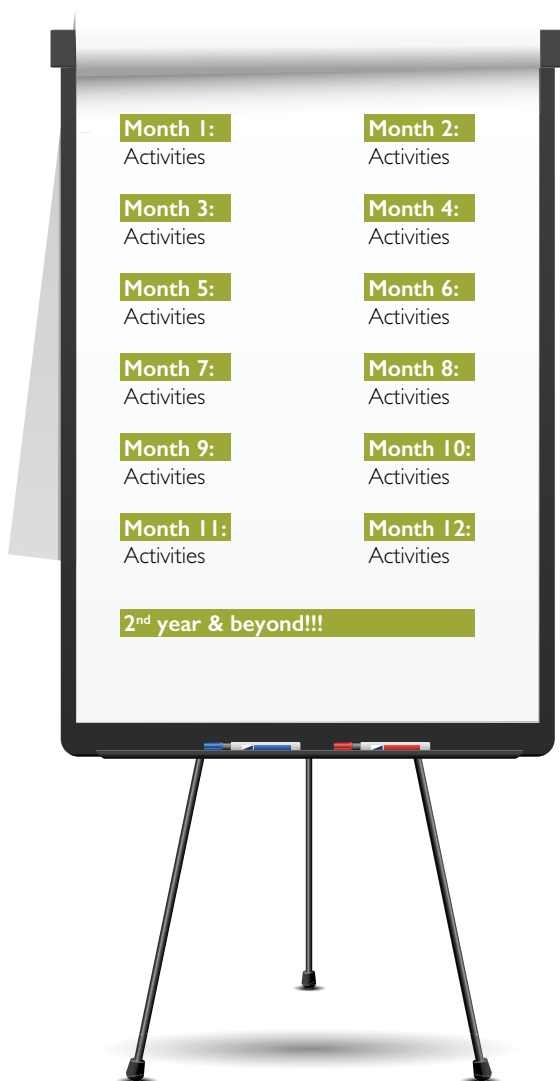 Month 1:
Month 2:
Activities
Activities
Month 3:
Month 4:
Activities
Activities
Month 5:
Month 6:
Activities
Activities
Month 7:
Month 8:
Activities
Activities
Month 9:
Month 10:
Activities
Activities
Month 11:
Month 12:
Activities
Activities
2nd year & beyond!!!